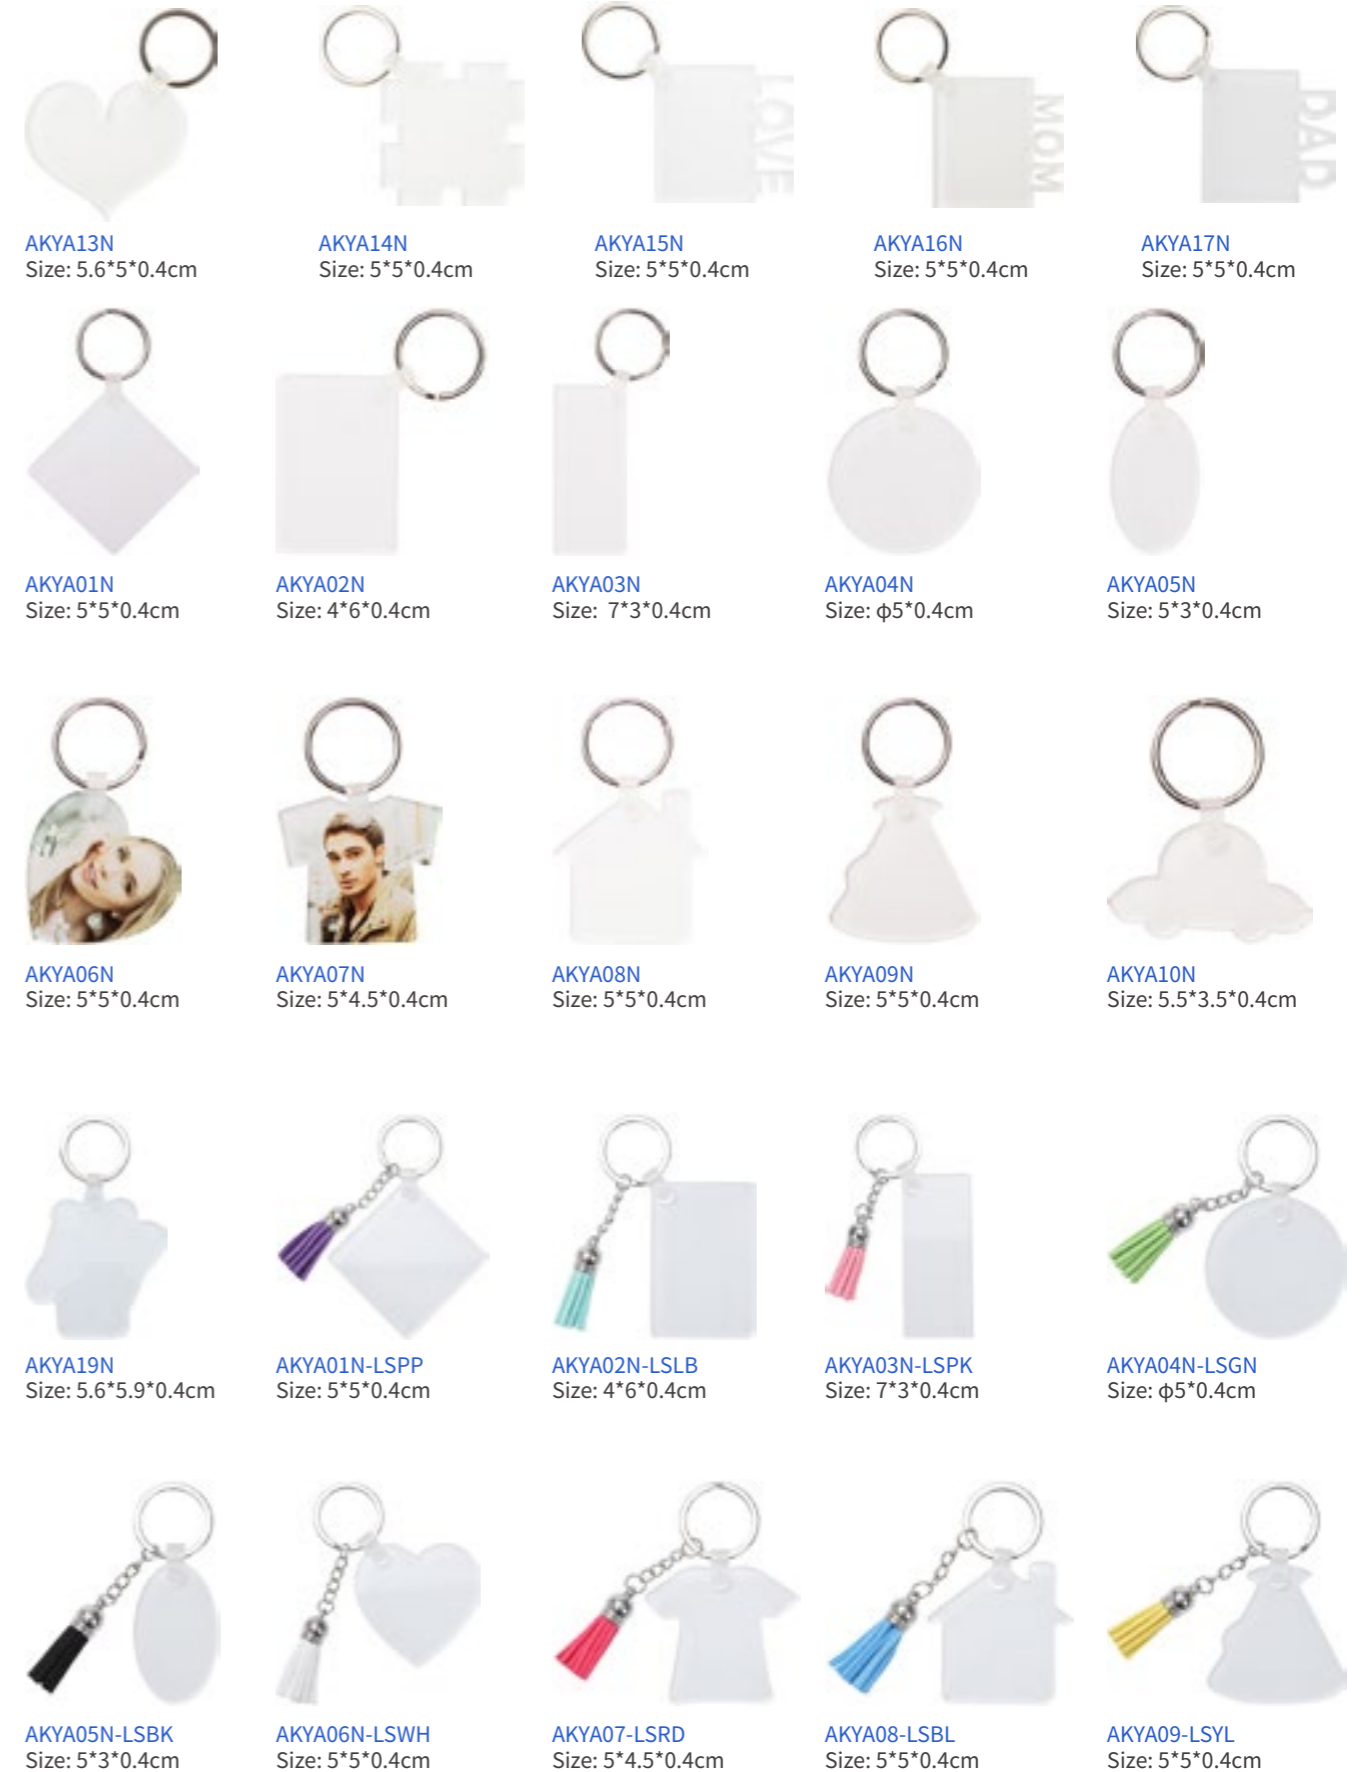 LOVE
MOM
DAD
AKYA13N
Size: 5.6*5*0.4cm
AKYA14N
Size: 5*5*0.4cm
AKYA15N
Size: 5*5*0.4cm
AKYA16N
Size: 5*5*0.4cm
AKYA17N
Size: 5*5*0.4cm
AKYA01N
Size: 5*5*0.4cm
AKYA02N
Size: 4*6*0.4cm
AKYA03N
Size: 7*3*0.4cm
AKYA04N
Size: φ5*0.4cm
AKYA05N
Size: 5*3*0.4cm
AKYA06N
Size: 5*5*0.4cm
AKYA07N
Size: 5*4.5*0.4cm
AKYA08N
Size: 5*5*0.4cm
AKYA09N
Size: 5*5*0.4cm
AKYA10N
Size: 5.5*3.5*0.4cm
AKYA19N
Size: 5.6*5.9*0.4cm
AKYA01N-LSPP
Size: 5*5*0.4cm
AKYA02N-LSLB
Size: 4*6*0.4cm
AKYA03N-LSPK
Size: 7*3*0.4cm
AKYA04N-LSGN
Size: φ5*0.4cm
AKYA05N-LSBK
Size: 5*3*0.4cm
AKYA06N-LSWH
Size: 5*5*0.4cm
AKYA07-LSRD
Size: 5*4.5*0.4cm
AKYA08-LSBL
Size: 5*5*0.4cm
AKYA09-LSYL
Size: 5*5*0.4cm